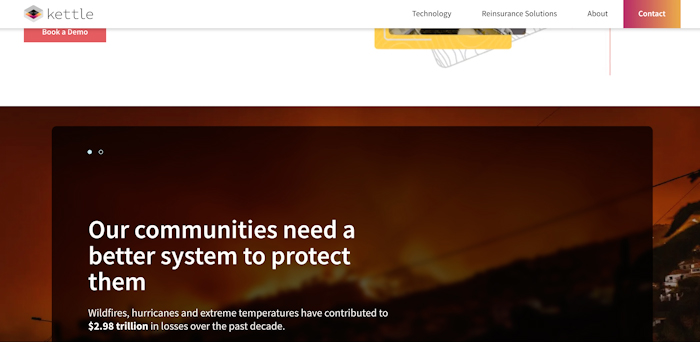 kettle
Technology
Reinsurance Solutions
About
Contact
Book a Demo
Our communities need a
better system to protect
them
Wildfires, hurricanes and extreme temperatures have contributed to
$2.98 trillion in losses over the past decade.